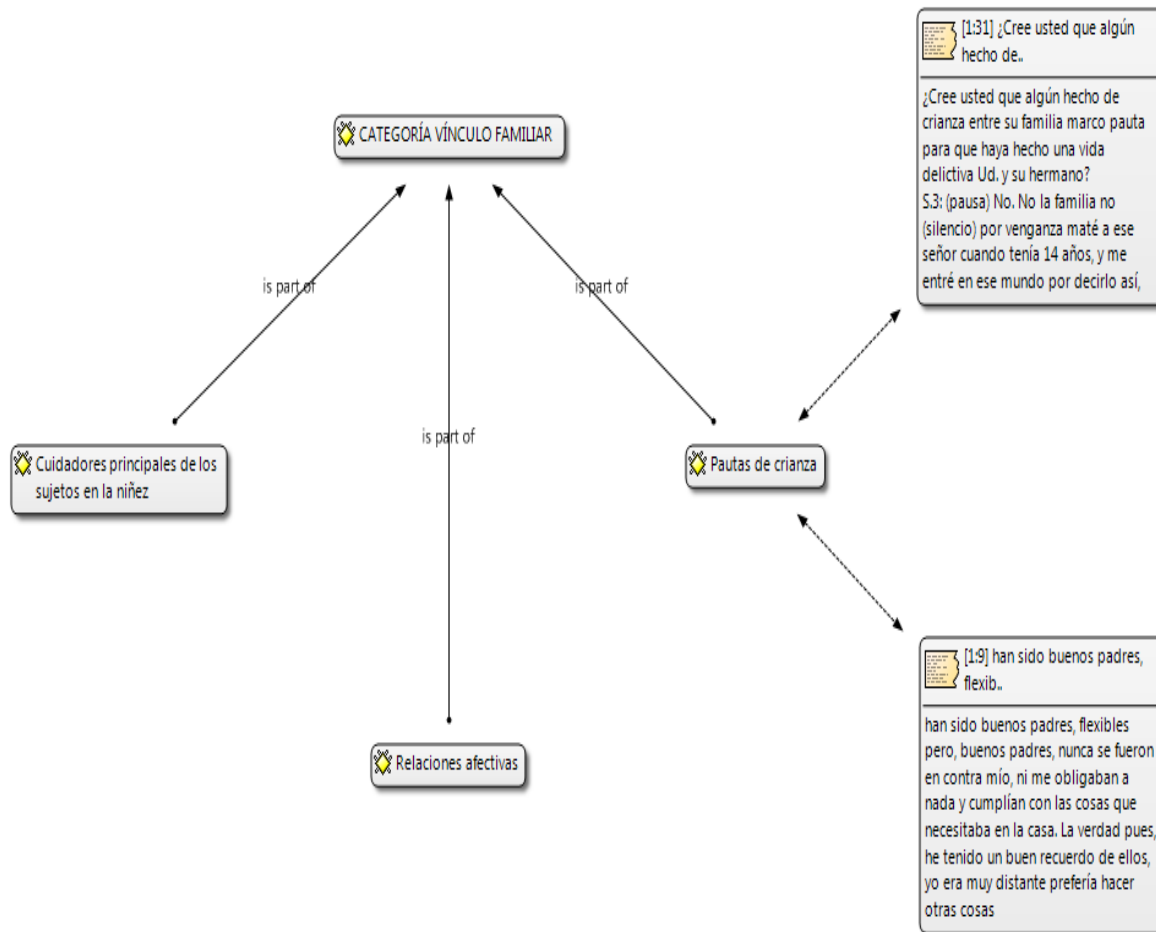 [1:31] ¿Cree usted que algún
hecho de..
¿Cree usted que algún hecho de
crianza entre su familia marco pauta
para que haya hecho una vida
delictiva Ud. y su hermano?
S.3: (pausa) No. No la familia no
(silencio) por venganza maté a ese
señor cuando tenía 14 años, y me
entré en ese mundo por decirlo así,
CATEGORÍA VÍNCULO FAMILIAR
is part of
is part of
is part of
Cuidadores principales de los
sujetos en la niñez
Pautas de crianza
Relaciones afectivas
[1:9] han sido buenos padres,
flexib..
han sido buenos padres, flexibles
pero, buenos padres, nunca se fueron
en contra mío, ni me obligaban a
nada y cumplían con las cosas que
necesitaba en la casa. La verdad pues,
he tenido un buen recuerdo de ellos,
yo era muy distante prefería hacer
otras cosas